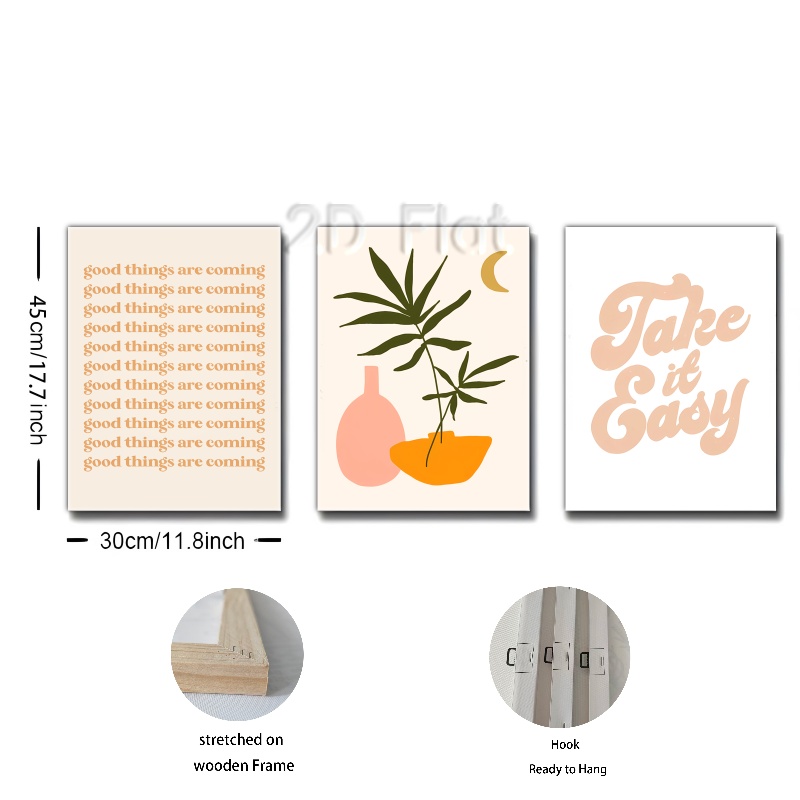 2D Flat
good things are coming
good things are coming
good things are coming
good things are coming
good things are coming
good things are coming
good things are coming
good things are coming
good things are coming
good things are coming
good things are coming
Take
it
Easy
45cm/17.7inch
30cm/11.8inch
stretched on
wooden Frame
Hook
Ready to Hang